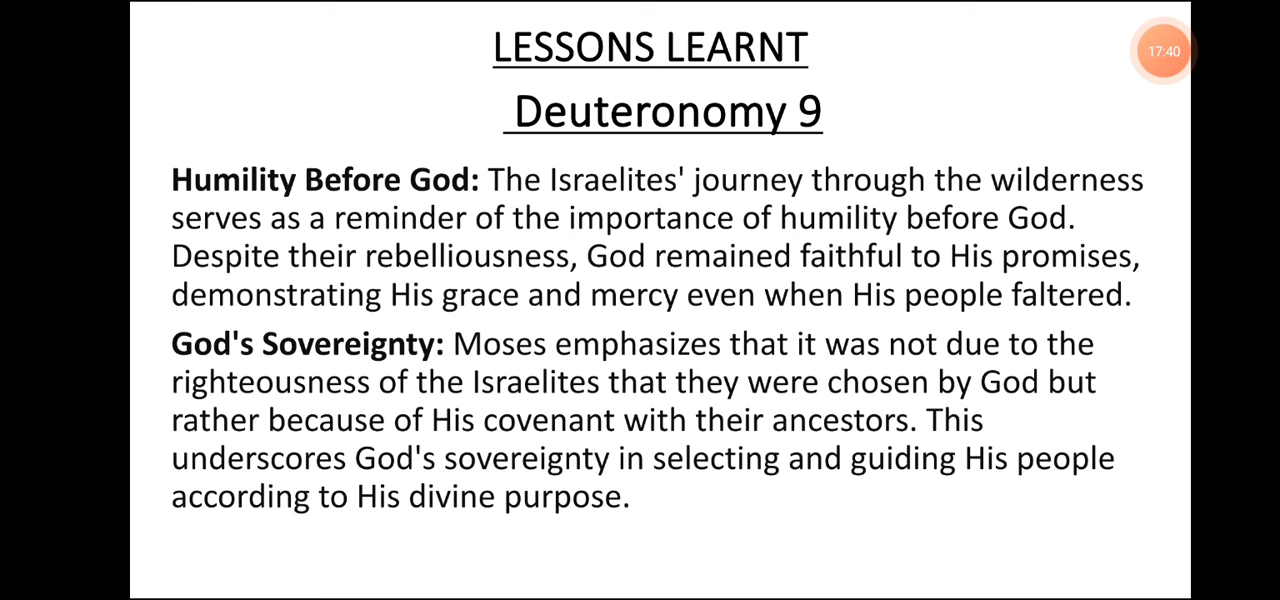 LESSONS LEARNT
17:40
Deuteronomy 9
Humility Before God: The Israelites' journey through the wilderness
serves as a reminder of the importance of humility before God.
Despite their rebelliousness, God remained faithful to His promises,
demonstrating His grace and mercy even when His people faltered.
God's Sovereignty: Moses emphasizes that it was not due to the
righteousness of the Israelites that they were chosen by God but
rather because of His covenant with their ancestors. This
underscores God's sovereignty in selecting and guiding His people
according to His divine purpose.